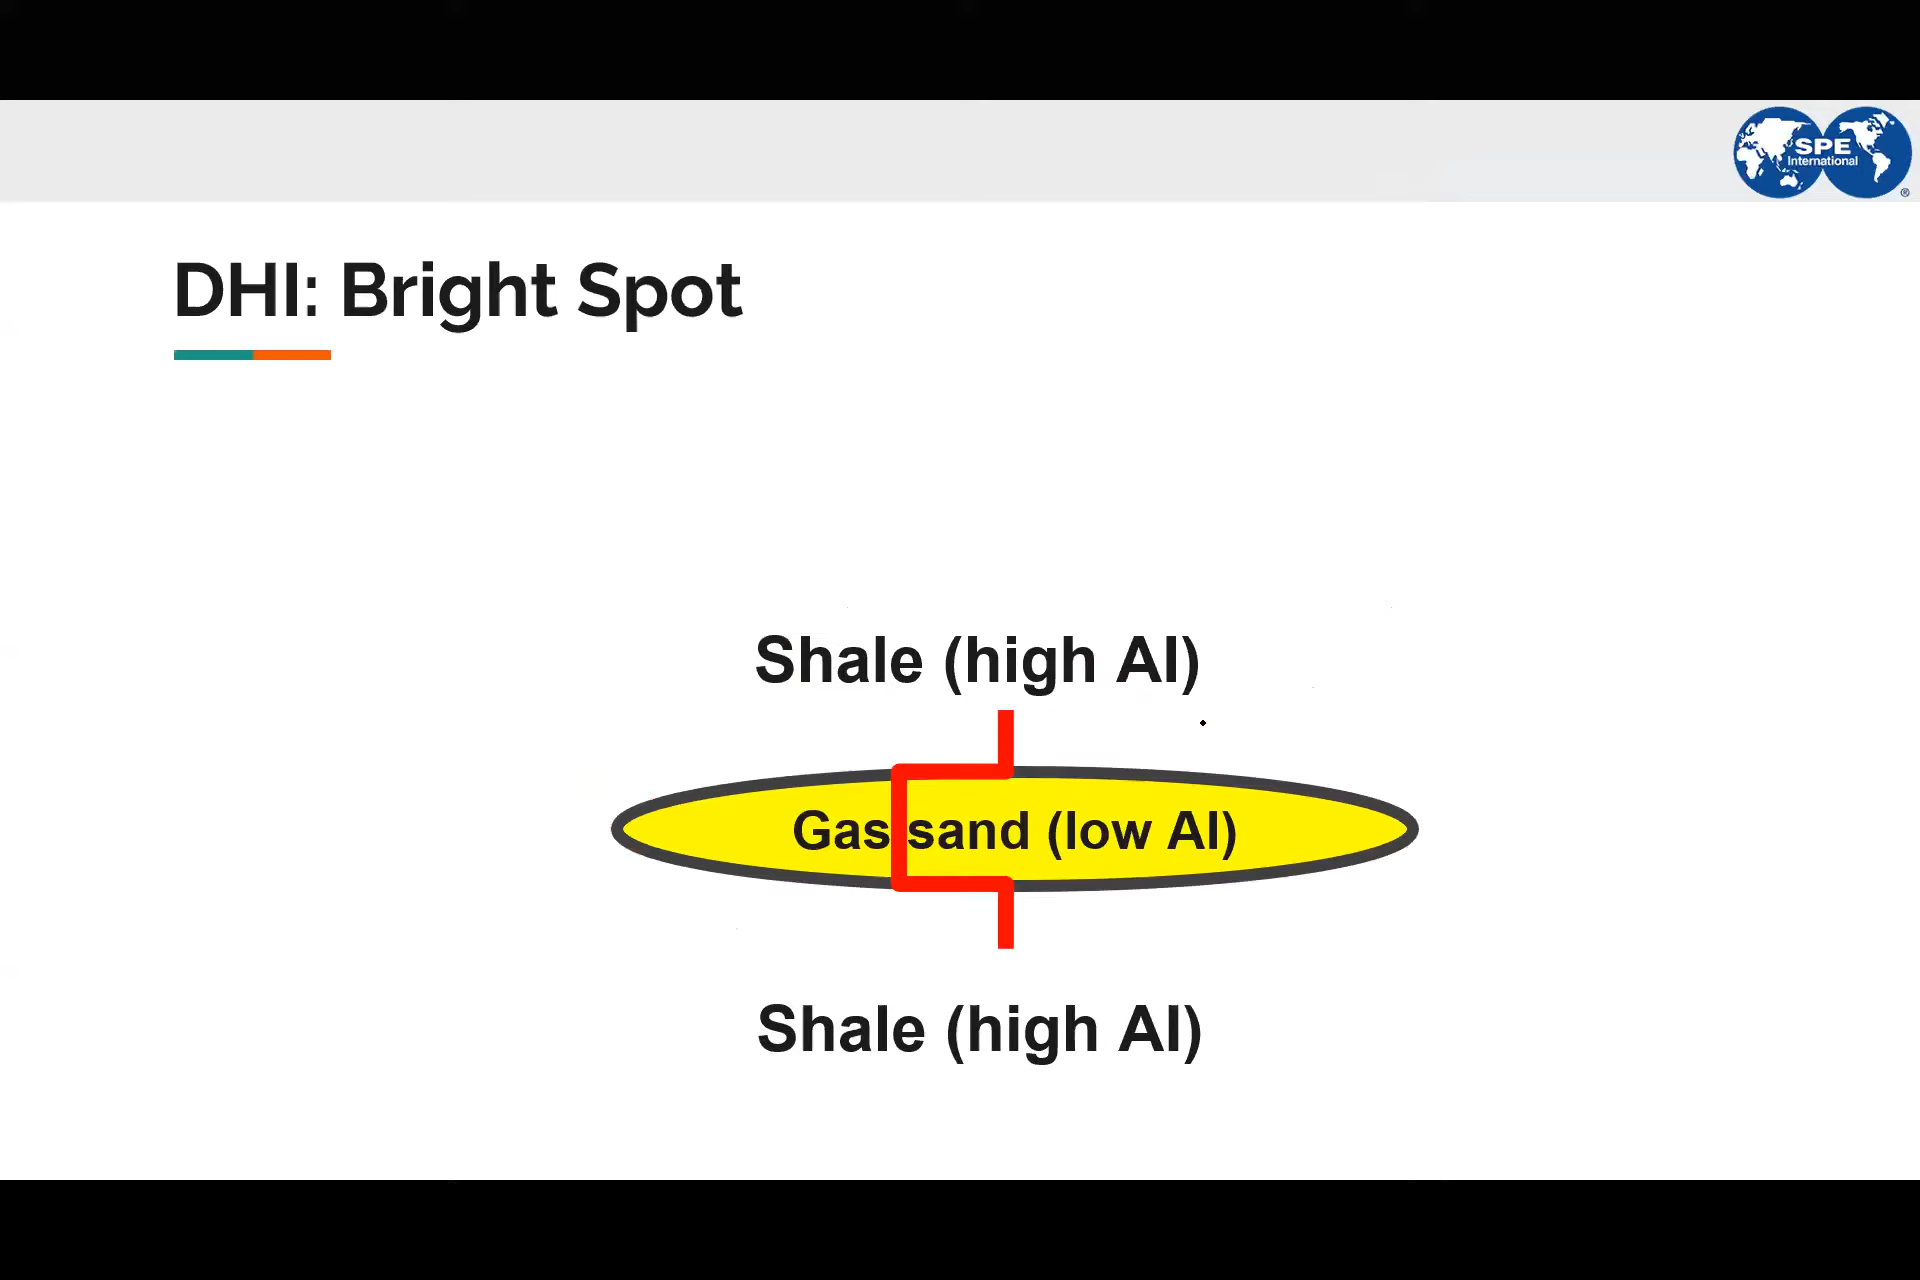 SPE
International
®
DHI: Bright Spot
Shale (high AI)
Gas sand (low AI)
Shale (high AI)